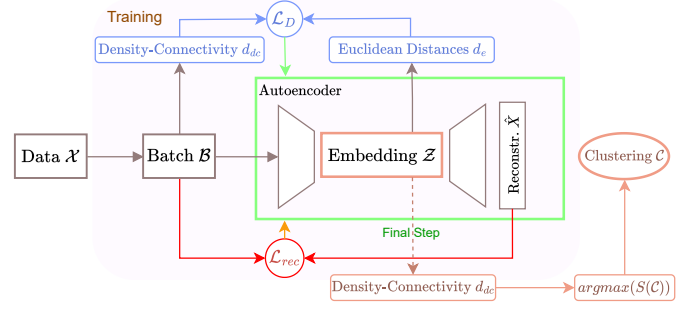 Training
ℒ_D
Density-Connectivity d_dc
Euclidean Distances d_e
Autoencoder
Data 𝒳
Batch ℬ
Embedding 𝒵
Reconstr. X̂
Clustering 𝒞
Final Step
ℒ_rec
Density-Connectivity d_dc
argmax(S(𝒞))